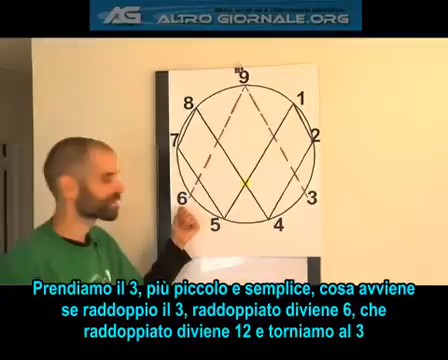 AG ALTRO GIORNALE.ORG
9
8
1
7
2
6
3
5
4
Prendiamo il 3, più piccolo e semplice, cosa avviene
se raddoppio il 3, raddoppiato diviene 6, che
raddoppiato diviene 12 e torniamo al 3